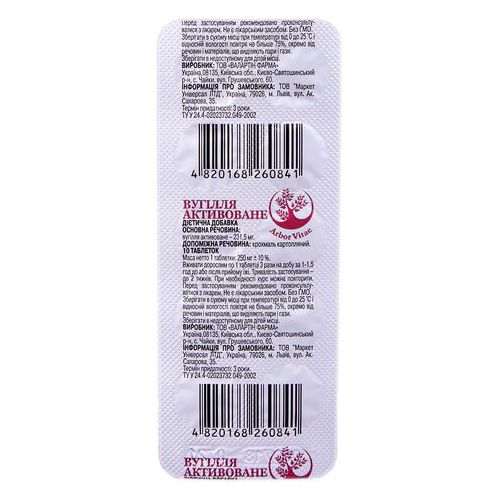 Перед застосуванням рекомендовано проконсульту-
ватися з лікарем. Не є лікарським засобом. Без ГМО.
Зберігати в сухому місці при температурі від 0 до 25˚С і
відносній вологості повітря не більше 75%, окремо від
речовин і матеріалів, що виділяють пари і гази.
Зберігати в недоступному для дітей місці.
ВИРОБНИК: ТОВ «ВАЛАРТІН ФАРМА»
Україна,08135, Київська обл., Києво-Святошинський
р-н, с. Чайки, вул. Грушевського, 60.
ІНФОРМАЦІЯ ПРО ЗАМОВНИКА: ТОВ "Маркет
Універсал ЛТД", Україна, 79026, м. Львів, вул. Ак.
Сахарова, 35.
Термін придатності: 3 роки.
ТУ У 24.4-02023732.049-2002
4 820168 260841
ВУГІЛЛЯ
АКТИВОВАНЕ
ДІЄТИЧНА ДОБАВКА
Arbor Vitae
ОСНОВНА РЕЧОВИНА:
вугілля активоване – 231,5 мг.
ДОПОМІЖНА РЕЧОВИНА: крохмаль картопляний.
10 ТАБЛЕТОК
Маса нетто 1 таблетки: 250 мг ± 10%.
Вживати дорослим по 1 таблетці 3 рази на добу за 1-1,5
год до або після прийому їжі. Тривалість застосування –
до 2 тижнів. При необхідності курс можна повторити.
Перед застосуванням рекомендовано проконсульту-
ватися з лікарем. Не є лікарським засобом. Без ГМО.
Зберігати в сухому місці при температурі від 0 до 25˚С і
відносній вологості повітря не більше 75%, окремо від
речовин і матеріалів, що виділяють пари і гази.
Зберігати в недоступному для дітей місці.
ВИРОБНИК: ТОВ «ВАЛАРТІН ФАРМА»
Україна,08135, Київська обл., Києво-Святошинський
р-н, с. Чайки, вул. Грушевського, 60.
ІНФОРМАЦІЯ ПРО ЗАМОВНИКА: ТОВ "Маркет
Універсал ЛТД", Україна, 79026, м. Львів, вул. Ак.
Сахарова, 35.
Термін придатності: 3 роки.
ТУ У 24.4-02023732.049-2002
4 820168 260841
ВУГІЛЛЯ
АКТИВОВАНЕ